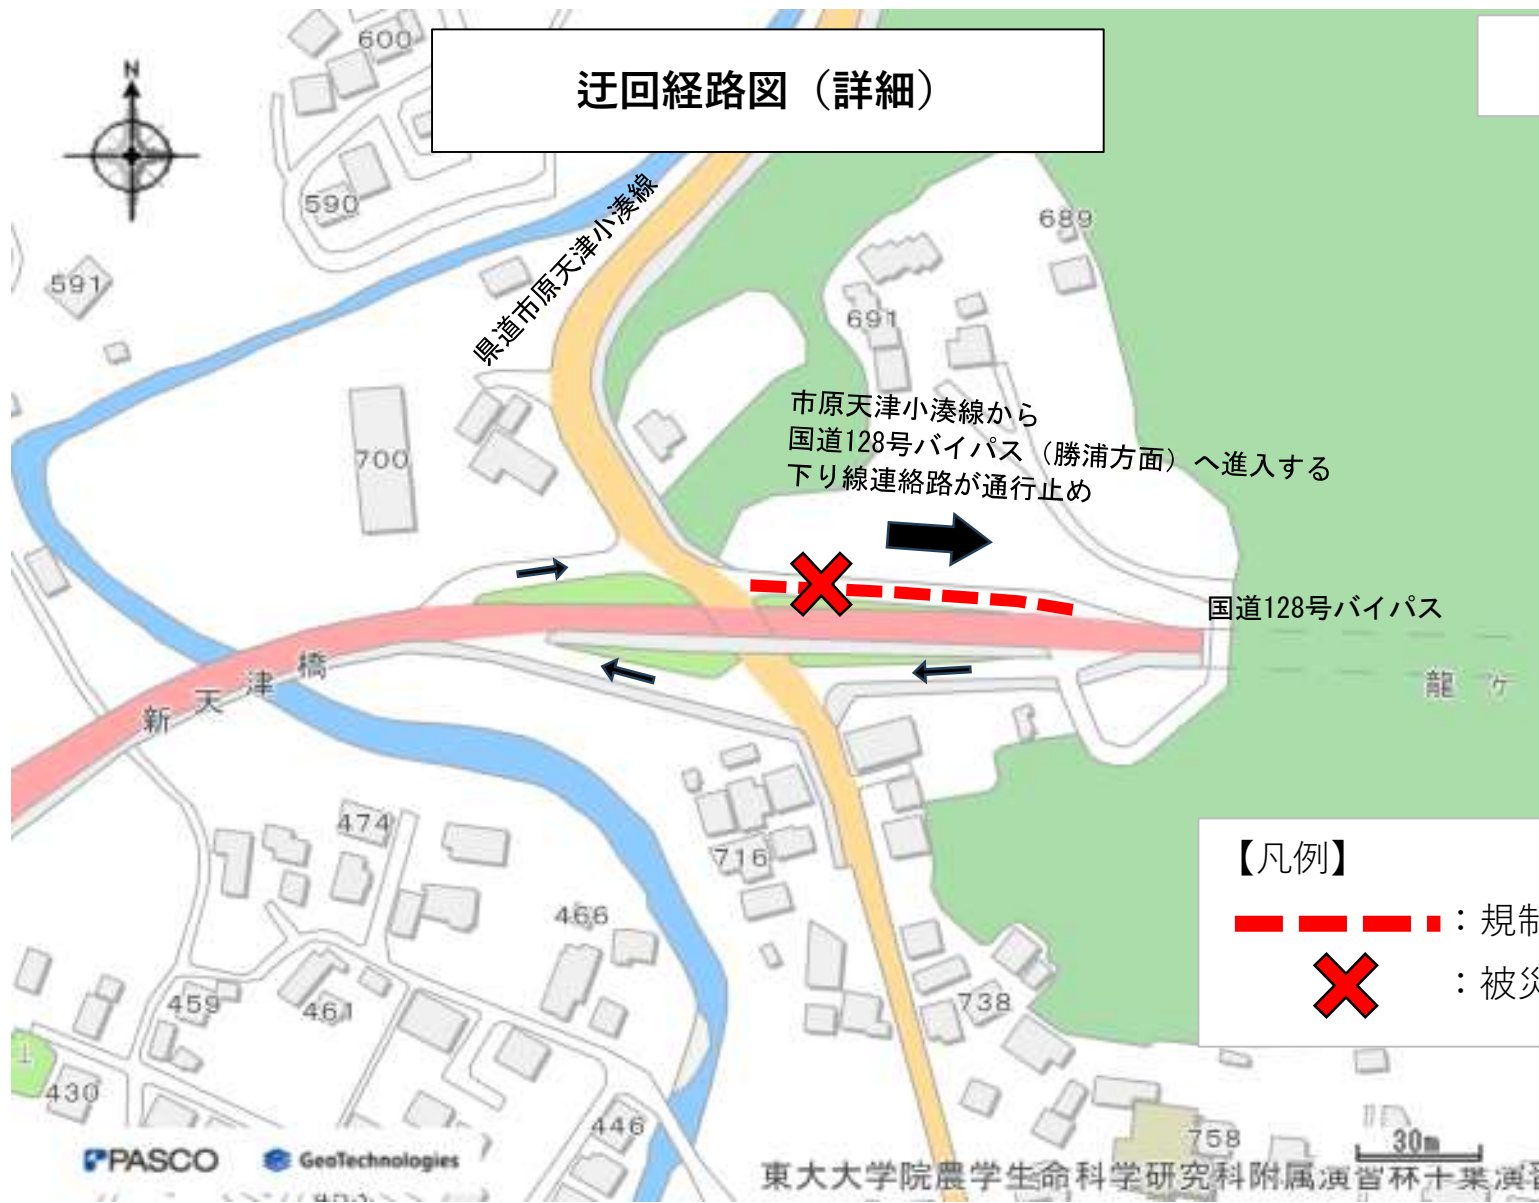 迂回経路図（詳細）
N
600
590
591
県道市原天津小湊線
689
691
700
市原天津小湊線から
国道128号バイパス（勝浦方面）へ進入する
下り線連絡路が通行止め
国道128号バイパス
新天津橋
龍ケ
474
716
466
459
461
738
430
446
758
【凡例】
：規制
：被災
30m
PASCO
GeoTechnologies
東大大学院農学生命科学研究科附属演習林千葉演